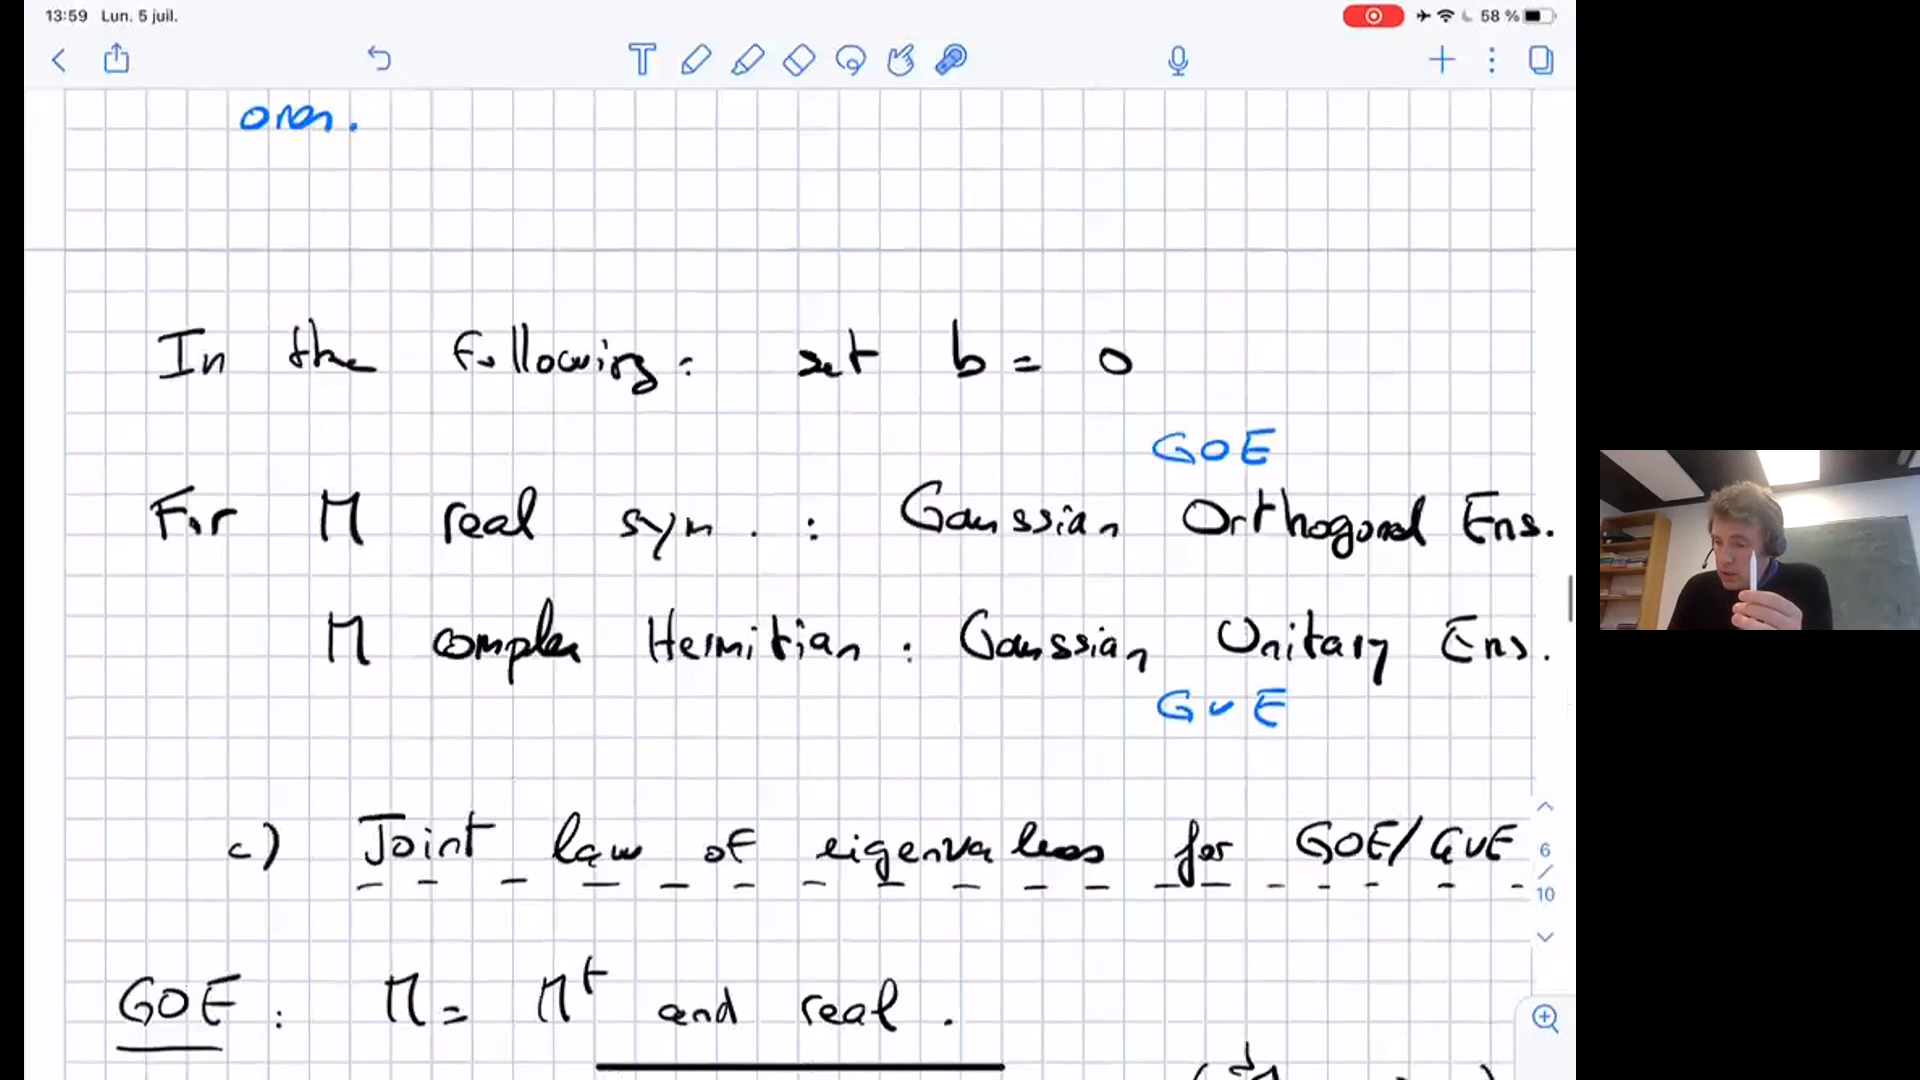 13:59 Lun. 5 juil.
58 %
In the following : set b = 0
GOE
For M real sym. : Gaussian Orthogonal Ens.
M complex Hermitian : Gaussian Unitary Ens.
GUE
c) Joint law of eigenvalues for GOE/GUE
6
/
10
GOE : M = M^t and real.